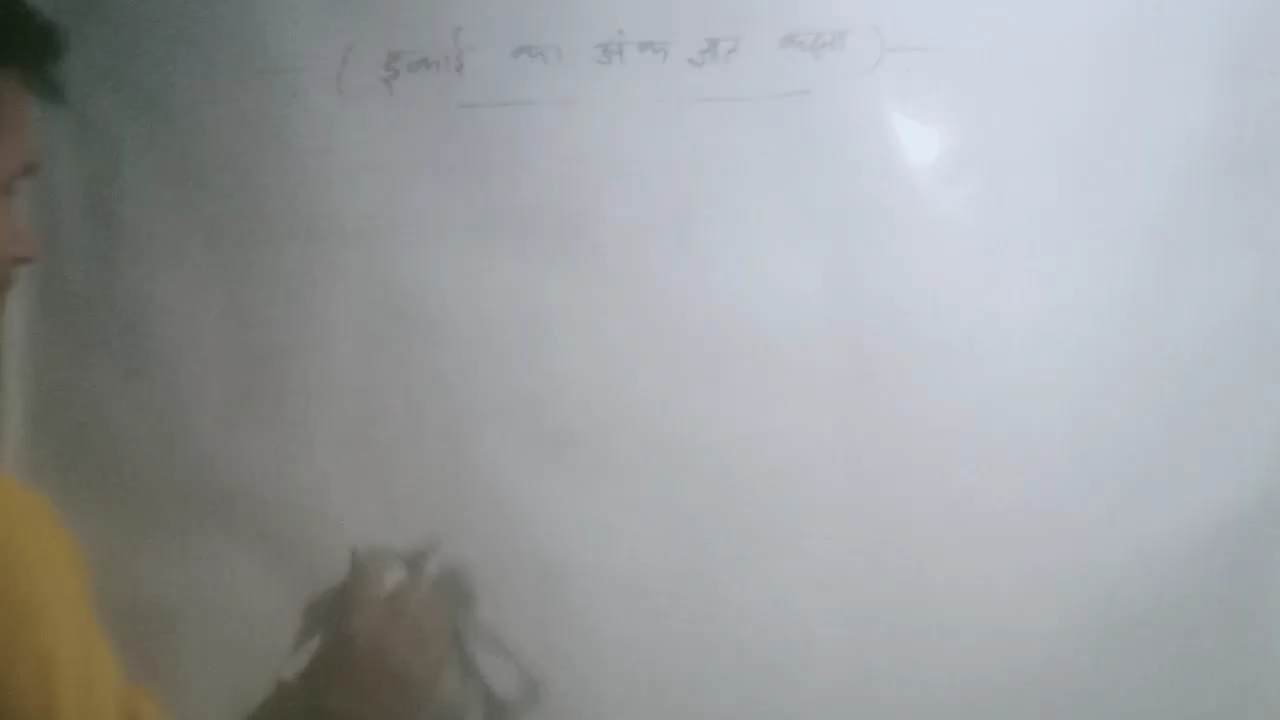 ( इकाई का अंक ज्ञात करना )